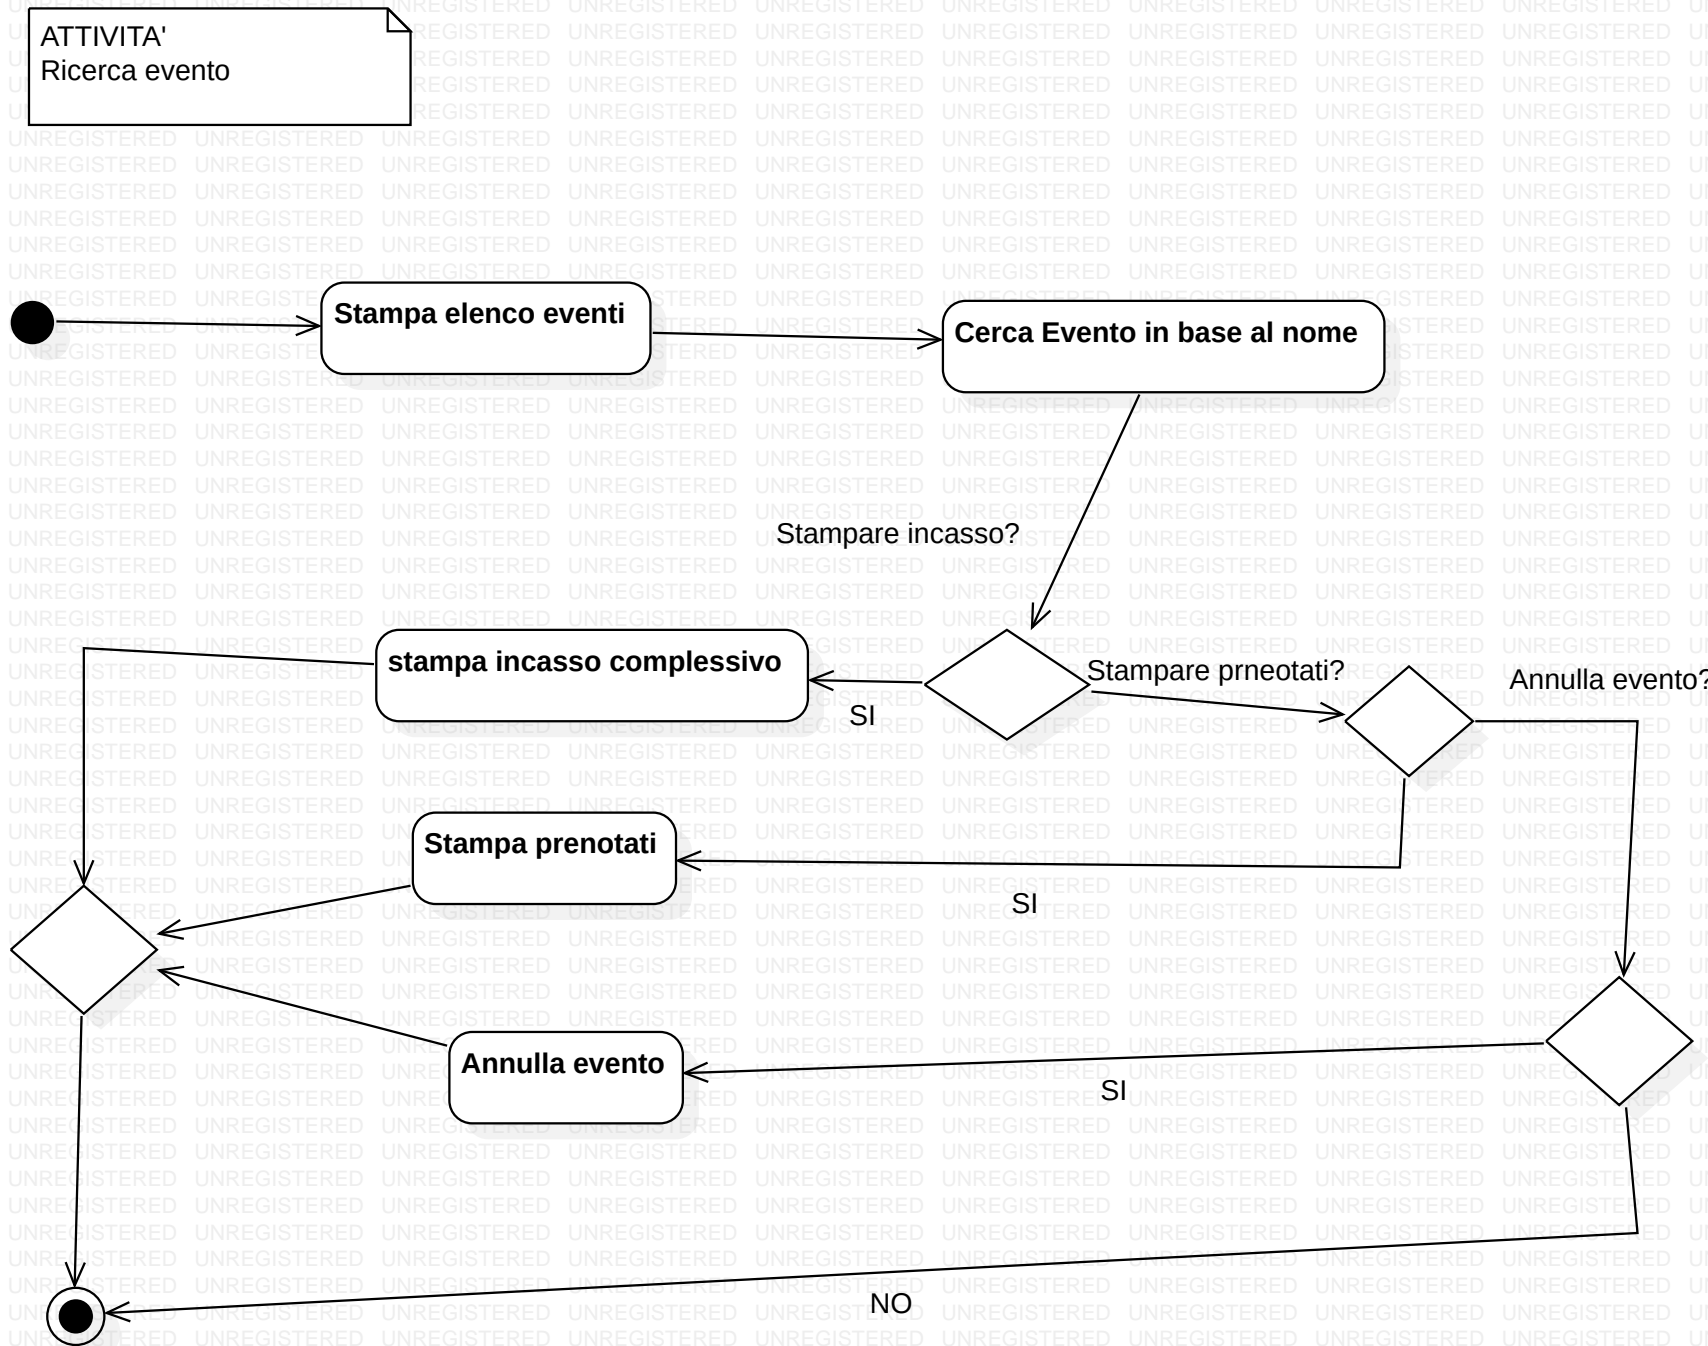 ATTIVITA'
Ricerca evento
Stampa elenco eventi
Cerca Evento in base al nome
Stampare incasso?
stampa incasso complessivo
SI
Stampare prneotati?
Annulla evento?
Stampa prenotati
SI
Annulla evento
SI
NO
UNREGISTERED